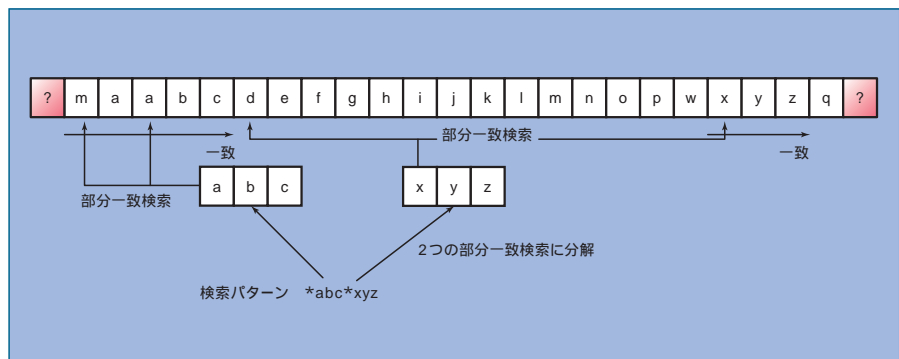 ? m a a b c d e f g h i j k l m n o p w x y z q ?
部分一致検索
一致
一致
a b c
x y z
部分一致検索
2つの部分一致検索に分解
検索パターン *abc*xyz